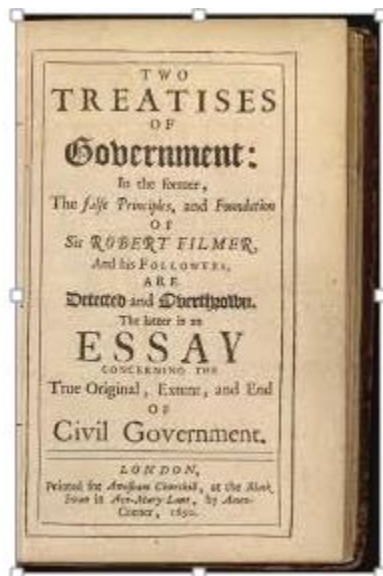 TWO
TREATISES
OF
Government:
In the former,
The false Principles, and Foundation
OF
Sir ROBERT FILMER,
And his FOLLOWERS,
ARE
Detected and Overthrown.
The latter is an
ESSAY
CONCERNING THE
True Original, Extent, and End
OF
Civil Government.
LONDON,
Printed for Awnsham Churchill, at the Black
Swan in Ave-Mary-Lane, by Amen-
Corner, 1690.